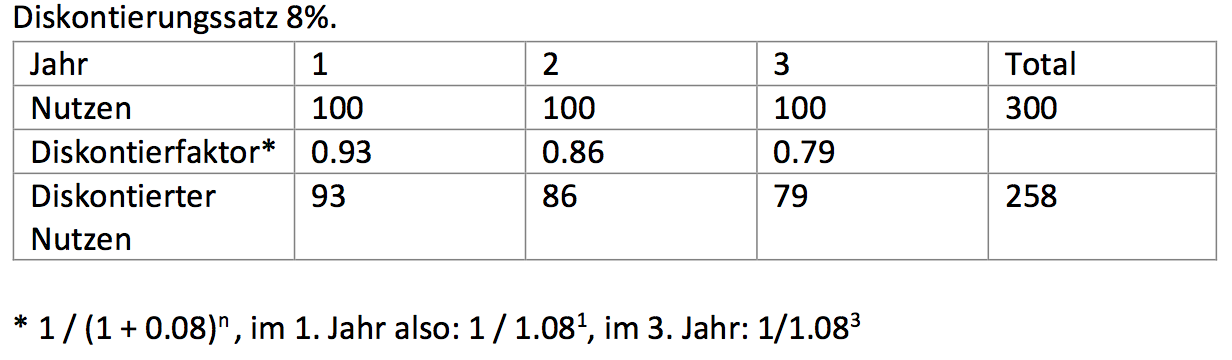 Diskontierungssatz 8%.
Jahr 1 2 3 Total
Nutzen 100 100 100 300
Diskontierfaktor* 0.93 0.86 0.79
Diskontierter 93 86 79 258
Nutzen
* 1 / (1 + 0.08)ⁿ , im 1. Jahr also: 1 / 1.08¹, im 3. Jahr: 1/1.08³